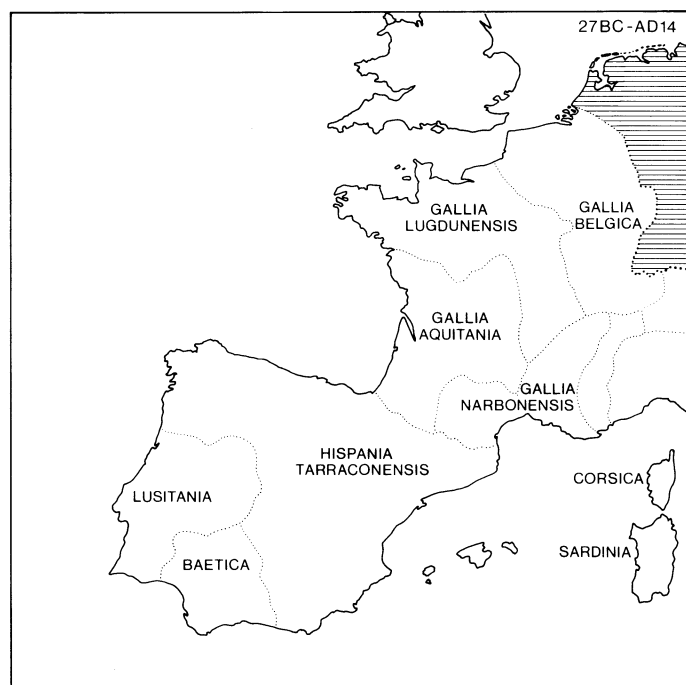 27BC-AD14
GALLIA
LUGDUNENSIS
GALLIA
BELGICA
GALLIA
AQUITANIA
GALLIA
NARBONENSIS
HISPANIA
TARRACONENSIS
LUSITANIA
BAETICA
CORSICA
SARDINIA